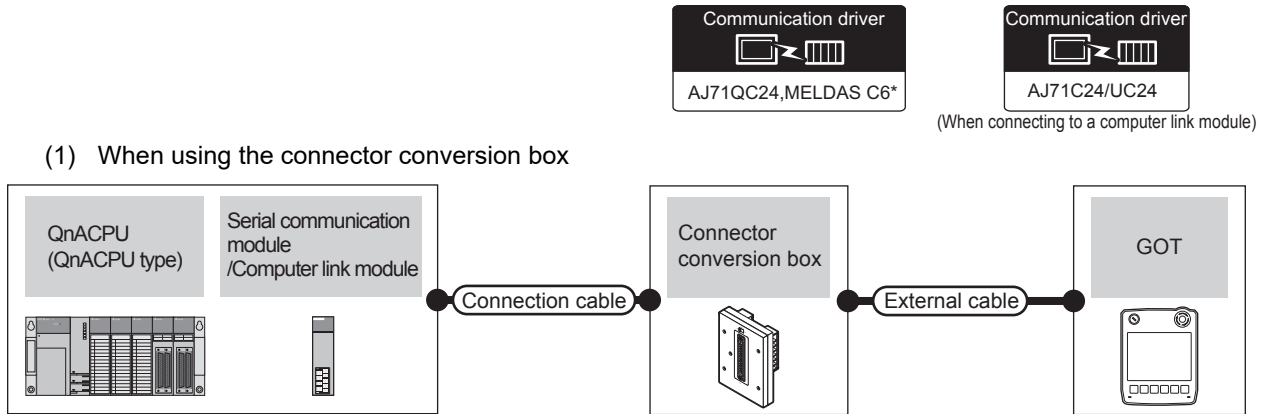 Communication driver
AJ71QC24,MELDAS C6*
Communication driver
AJ71C24/UC24
(When connecting to a computer link module)
(1) When using the connector conversion box
QnACPU
(QnACPU type)
Serial communication
module
/Computer link module
Connection cable
Connector
conversion box
External cable
GOT